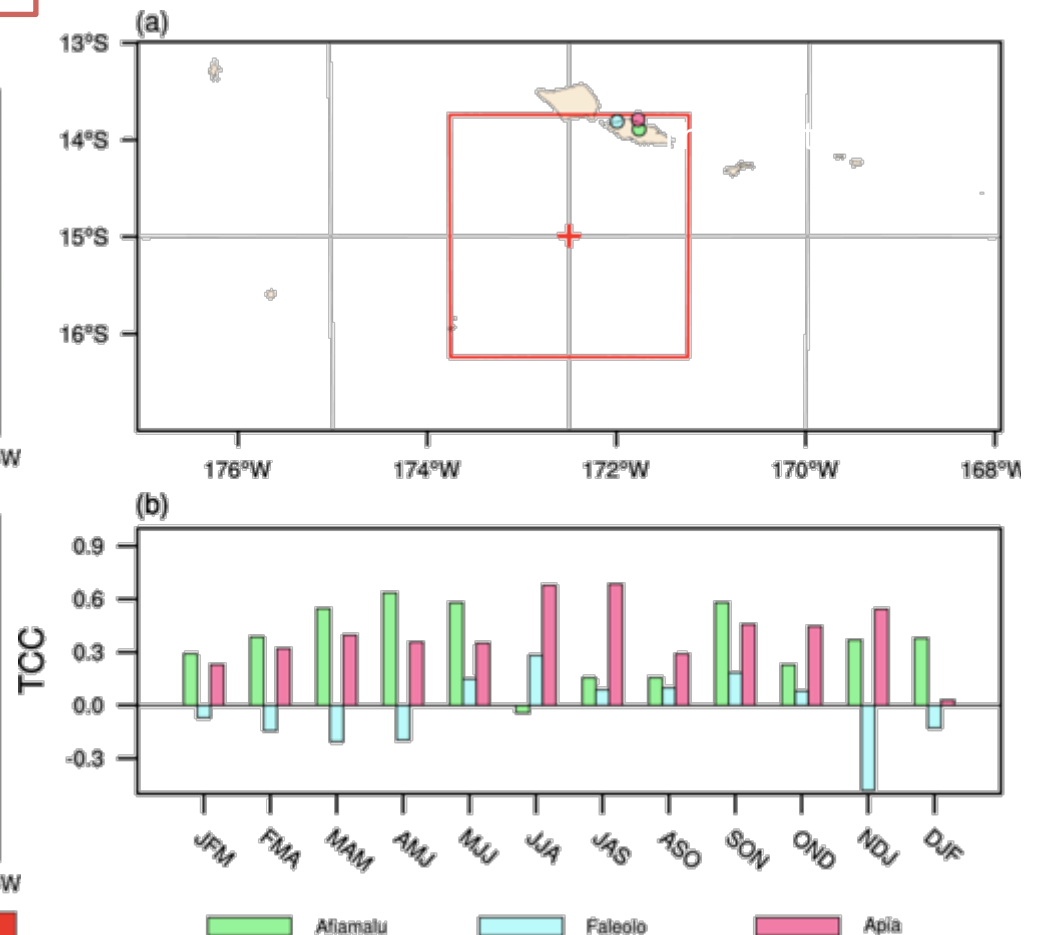 (a)
13°S
14°S
15°S
16°S
176°W 174°W 172°W 170°W 168°W
(b)
TCC
0.9
0.6
0.3
0.0
-0.3
JFM FMA MAM AMJ MJJ JJA JAS ASO SON OND NDJ DJF
Afiamalu Faleolo Apia
W
W